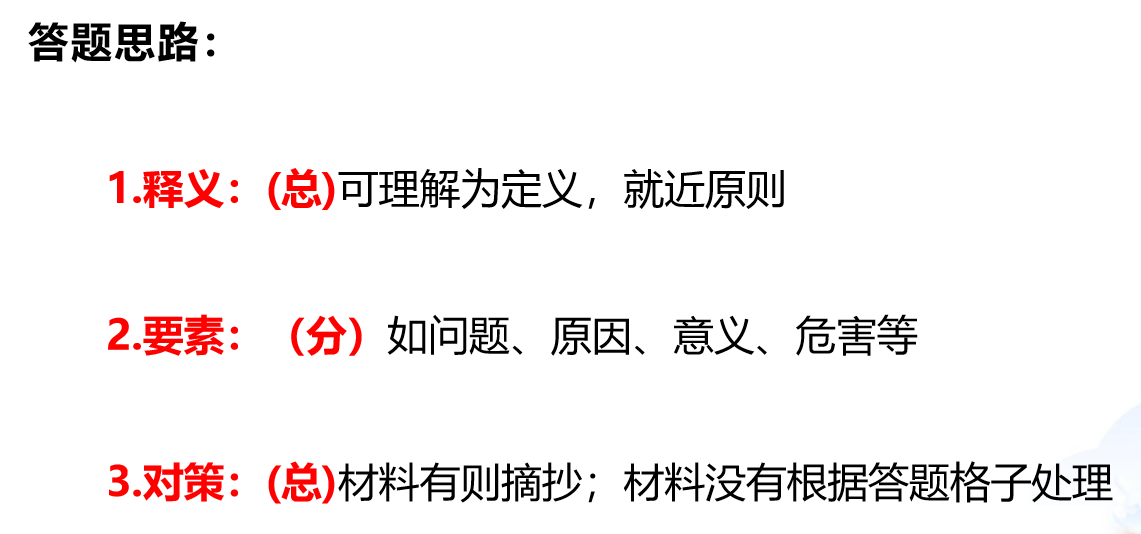 答题思路：
1.释义：(总)可理解为定义，就近原则
2.要素：（分）如问题、原因、意义、危害等
3.对策：(总)材料有则摘抄；材料没有根据答题格子处理